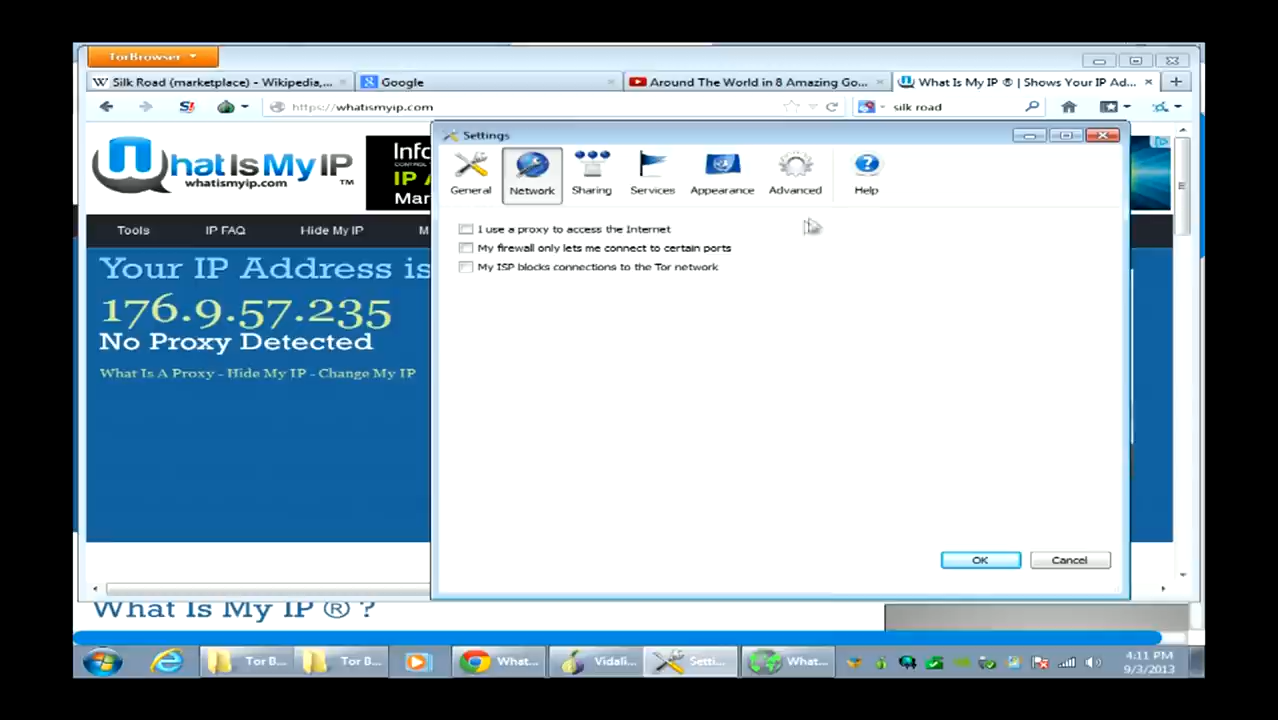 TorBrowser
Silk Road (marketplace) - Wikipedia,...
Google
Around The World in 8 Amazing Go...
What Is My IP ® | Shows Your IP Ad...
https://whatismyip.com
silk road
WhatIsMyIP™
whatismyip.com
Info
IP A
Mar
Settings
General
Network
Sharing
Services
Appearance
Advanced
Help
Tools
IP FAQ
Hide My IP
M
I use a proxy to access the Internet
My firewall only lets me connect to certain ports
My ISP blocks connections to the Tor network
Your IP Address is
176.9.57.235
No Proxy Detected
What Is A Proxy - Hide My IP - Change My IP
OK
Cancel
What Is My IP ® ?
Tor B...
Tor B...
What...
Vidali...
Setti...
What...
4:11 PM
9/3/2013